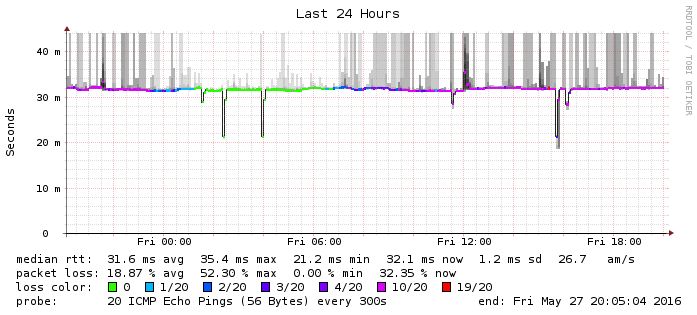 Last 24 Hours
RRDTOOL / TOBI OETIKER
Seconds
40 m
30 m
20 m
10 m
0
Fri 00:00 Fri 06:00 Fri 12:00 Fri 18:00
median rtt: 31.6 ms avg 35.4 ms max 21.2 ms min 32.1 ms now 1.2 ms sd 26.7 am/s
packet loss: 18.87 % avg 52.30 % max 0.00 % min 32.35 % now
loss color: 0 1/20 2/20 3/20 4/20 10/20 19/20
probe: 20 ICMP Echo Pings (56 Bytes) every 300s end: Fri May 27 20:05:04 2016